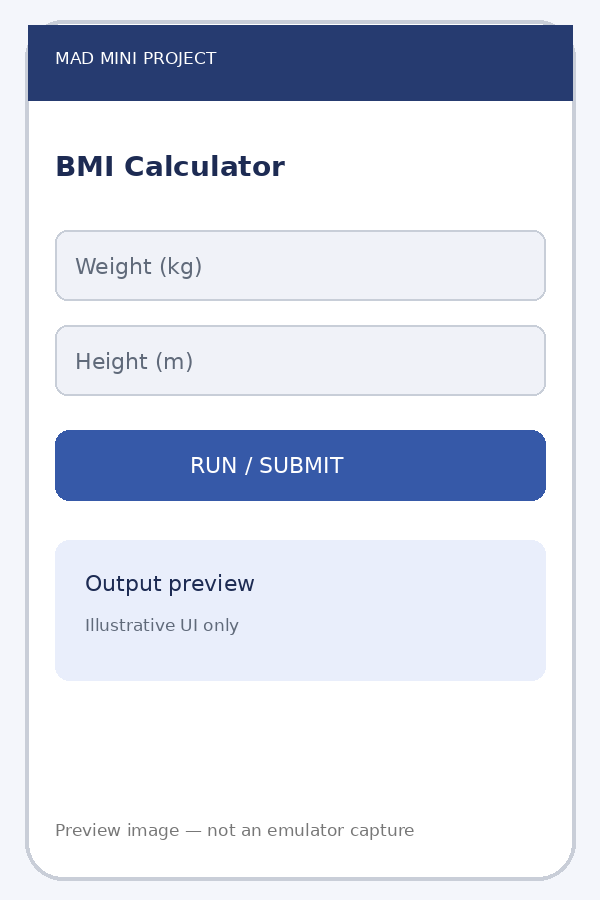 MAD MINI PROJECT
BMI Calculator
Weight (kg)
Height (m)
RUN / SUBMIT
Output preview
Illustrative UI only
Preview image — not an emulator capture